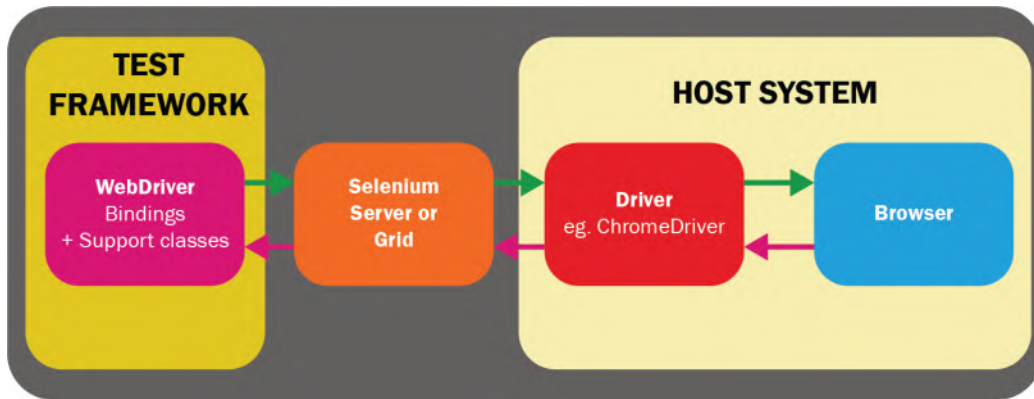 TEST
FRAMEWORK
WebDriver
Bindings
+ Support classes
Selenium
Server or
Grid
HOST SYSTEM
Driver
eg. ChromeDriver
Browser